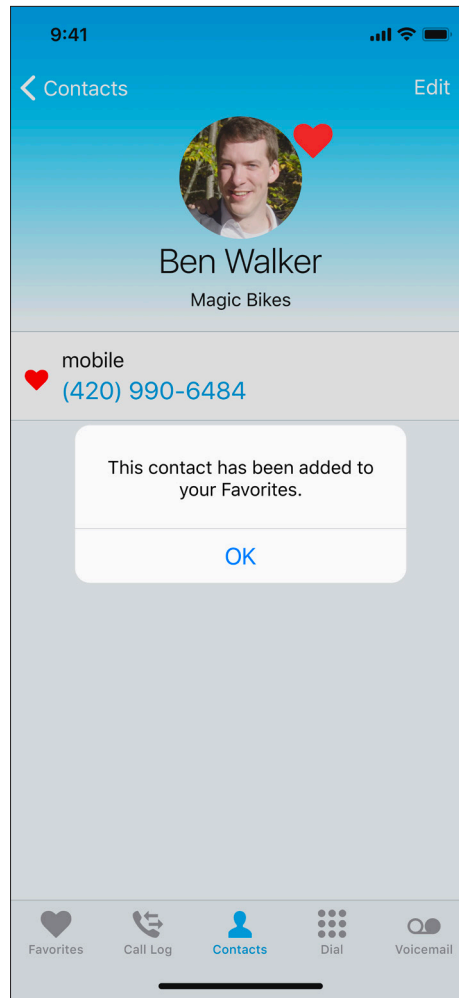 9:41
Contacts
Edit
Ben Walker
Magic Bikes
mobile
(420) 990-6484
This contact has been added to
your Favorites.
OK
Favorites
Call Log
Contacts
Dial
Voicemail